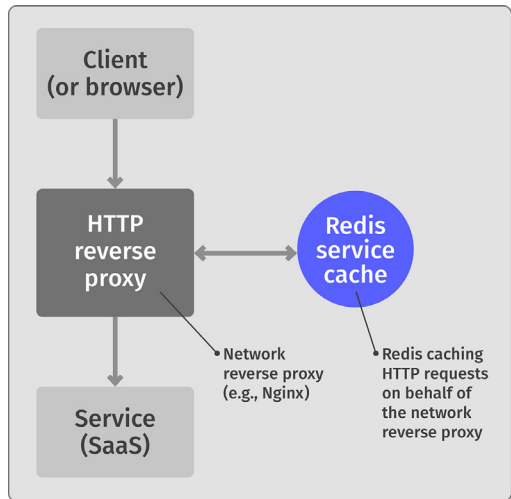 Client
(or browser)
HTTP
reverse
proxy
Redis
service
cache
Network
reverse proxy
(e.g., Nginx)
Redis caching
HTTP requests
on behalf of
the network
reverse proxy
Service
(SaaS)